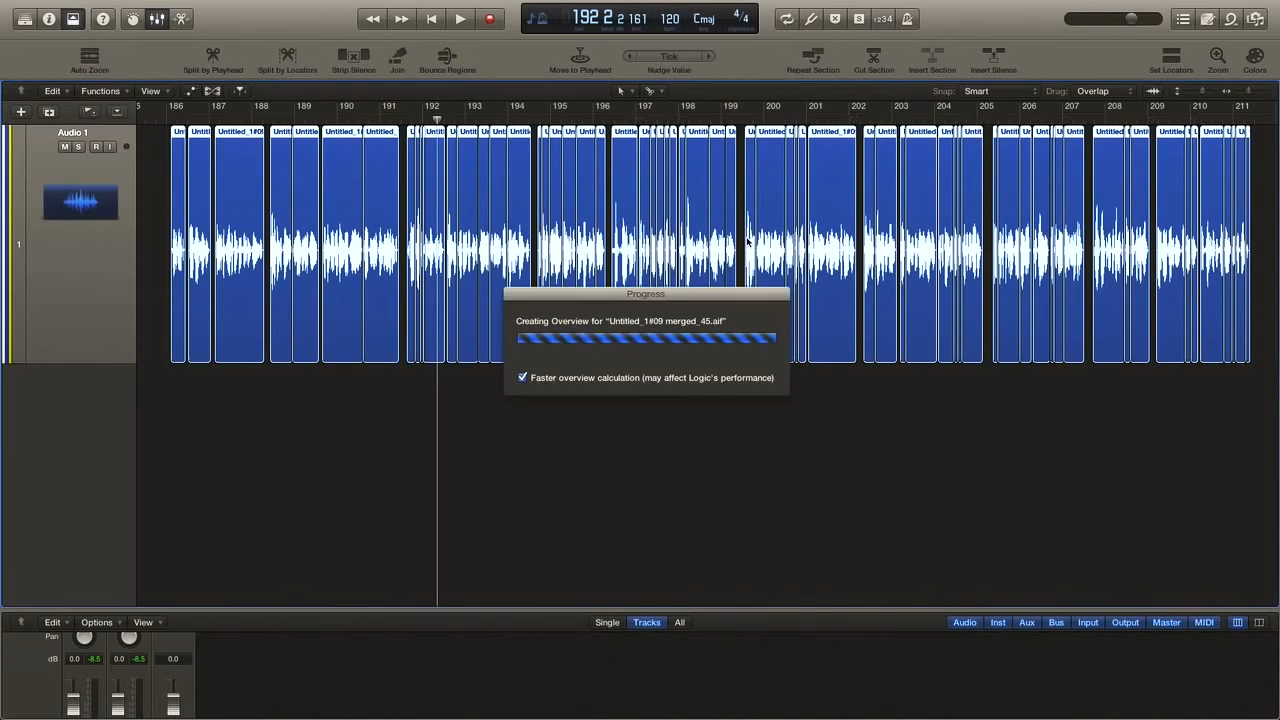 192 2 2 161 120 Cmaj 4/4
1234
Auto Zoom Split by Playhead Split by Locators Strip Silence Join Bounce Regions Move to Playhead Tick Nudge Value Repeat Section Cut Section Insert Section Insert Silence Set Locators Zoom Colors
Edit Functions View Snap: Smart Drag: Overlap
186 187 188 189 190 191 192 193 194 195 196 197 198 199 200 201 202 203 204 205 206 207 208 209 210 211
Audio 1
M S R I
1
Progress
Creating Overview for “Untitled_1#09 merged_45.aif”
Faster overview calculation (may affect Logic's performance)
Edit Options View Single Tracks All Audio Inst Aux Bus Input Output Master MIDI
Pan
dB 0.0 -8.5 0.0 -8.5 0.0